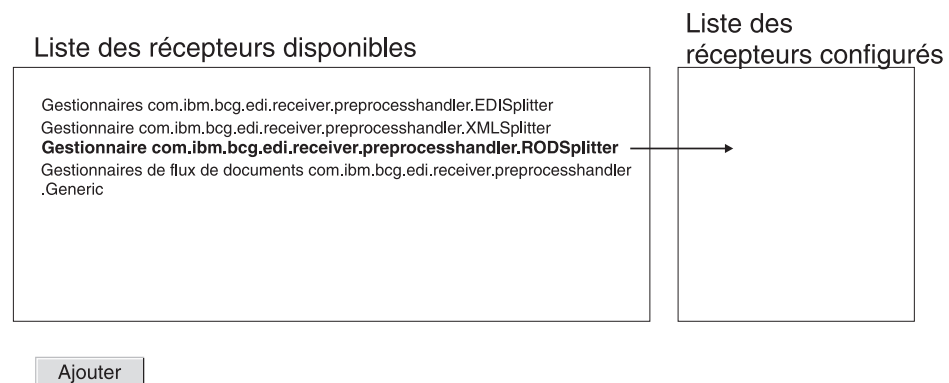 Liste des récepteurs disponibles
Liste des
récepteurs configurés
Gestionnaires com.ibm.bcg.edi.receiver.preprocesshandler.EDISplitter
Gestionnaire com.ibm.bcg.edi.receiver.preprocesshandler.XMLSplitter
Gestionnaire com.ibm.bcg.edi.receiver.preprocesshandler.RODSplitter
Gestionnaires de flux de documents com.ibm.bcg.edi.receiver.preprocesshandler
.Generic
Ajouter